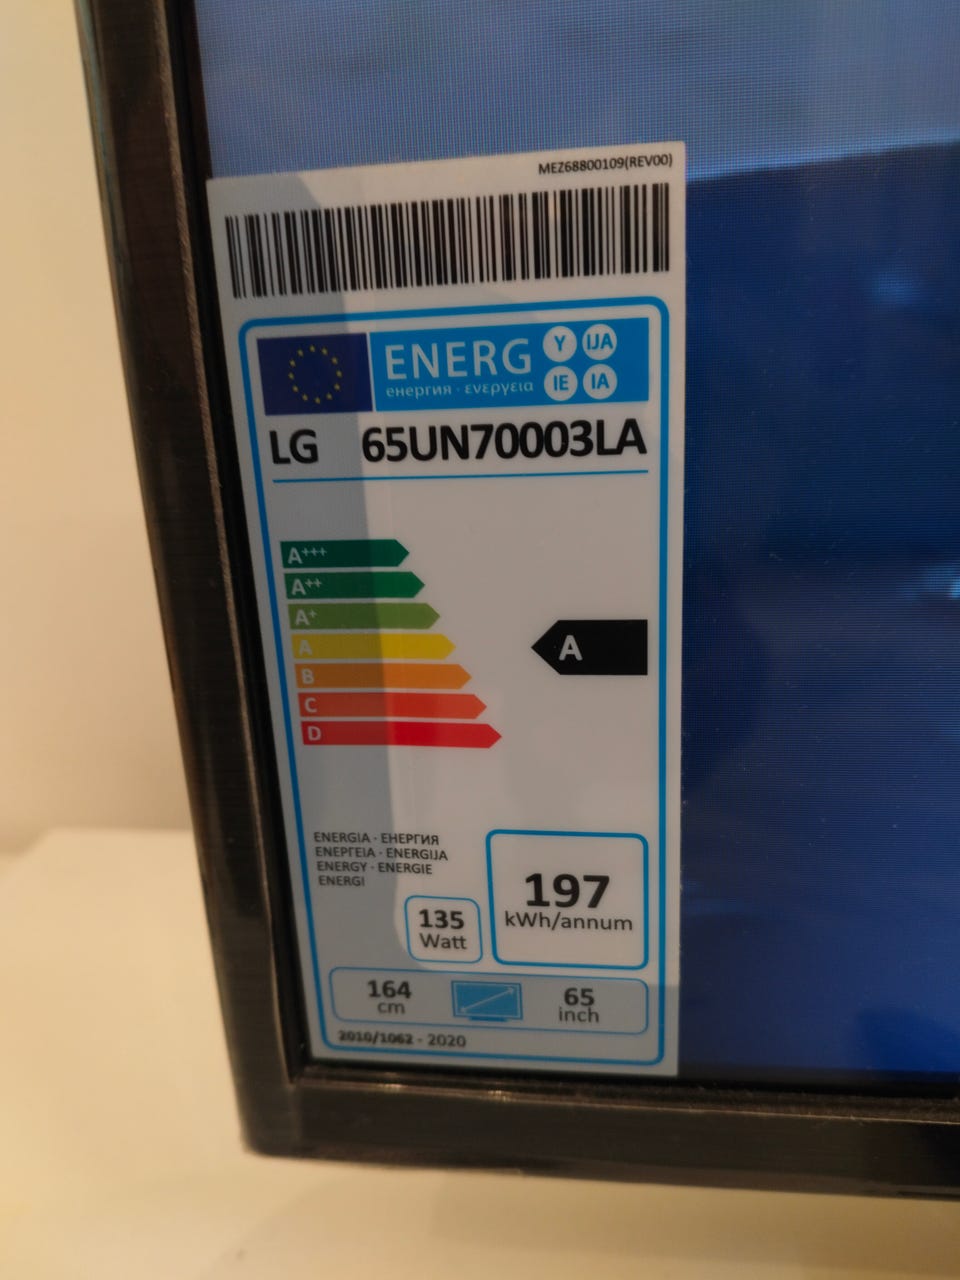 MEZ68800109(REV00)
ENERG Y IJA
енергия · ενεργεια IE IA
LG 65UN70003LA
A+++
A++
A+
A
A
B
C
D
ENERGIA · ЕНЕРГИЯ
ΕΝΕΡΓΕΙΑ · ENERGIJA
ENERGY · ENERGIE
ENERGI
197
kWh/annum
135
Watt
164
cm
65
inch
2010/1062 - 2020